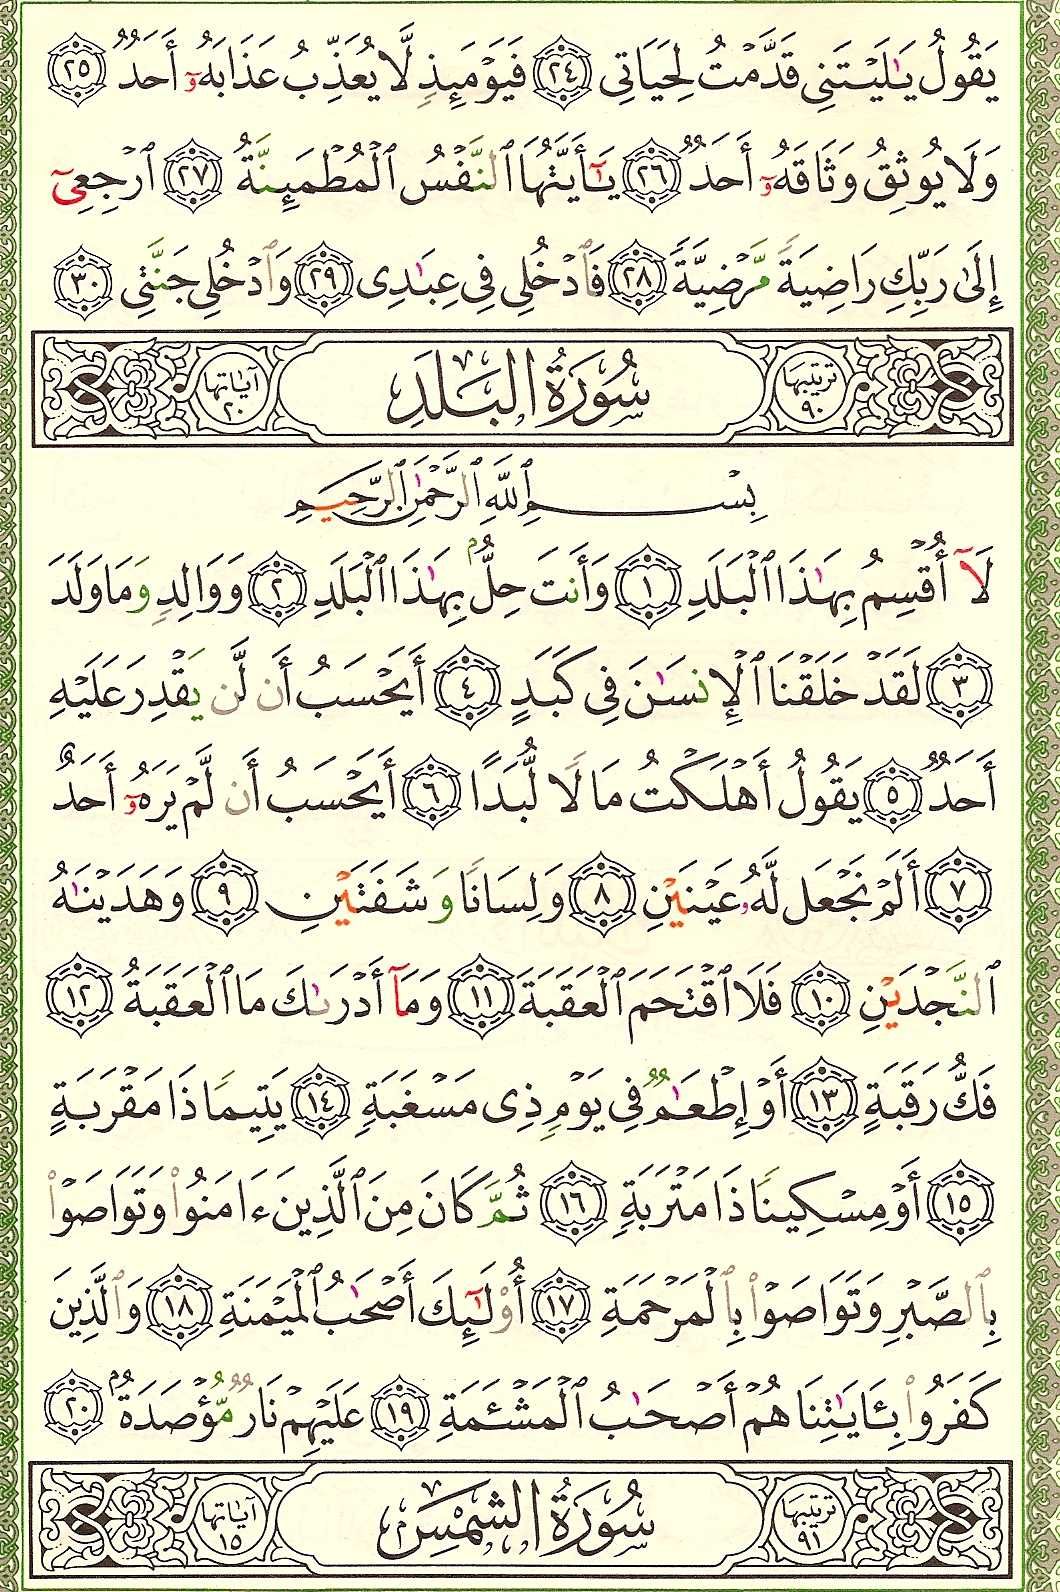 يَقُولُ يَـٰلَيْتَنِى قَدَّمْتُ لِحَيَاتِى ﴿٢٤﴾ فَيَوْمَئِذٍ لَّا يُعَذِّبُ عَذَابَهُۥٓ أَحَدٌ ﴿٢٥﴾
وَلَا يُوثِقُ وَثَاقَهُۥٓ أَحَدٌ ﴿٢٦﴾ يَـٰٓأَيَّتُهَا ٱلنَّفْسُ ٱلْمُطْمَئِنَّةُ ﴿٢٧﴾ ٱرْجِعِىٓ
إِلَىٰ رَبِّكِ رَاضِيَةً مَّرْضِيَّةً ﴿٢٨﴾ فَٱدْخُلِى فِى عِبَـٰدِى ﴿٢٩﴾ وَٱدْخُلِى جَنَّتِى ﴿٣٠﴾
ترتيبها ٩٠ سُورَةُ البَلَدِ آياتها ٢٠
بِسْمِ ٱللَّهِ ٱلرَّحْمَـٰنِ ٱلرَّحِيمِ
لَآ أُقْسِمُ بِهَـٰذَا ٱلْبَلَدِ ﴿١﴾ وَأَنتَ حِلٌّۢ بِهَـٰذَا ٱلْبَلَدِ ﴿٢﴾ وَوَالِدٍ وَمَا وَلَدَ
﴿٣﴾ لَقَدْ خَلَقْنَا ٱلْإِنسَـٰنَ فِى كَبَدٍ ﴿٤﴾ أَيَحْسَبُ أَن لَّن يَقْدِرَ عَلَيْهِ
أَحَدٌ ﴿٥﴾ يَقُولُ أَهْلَكْتُ مَالًا لُّبَدًا ﴿٦﴾ أَيَحْسَبُ أَن لَّمْ يَرَهُۥٓ أَحَدٌ
﴿٧﴾ أَلَمْ نَجْعَل لَّهُۥ عَيْنَيْنِ ﴿٨﴾ وَلِسَانًا وَشَفَتَيْنِ ﴿٩﴾ وَهَدَيْنَـٰهُ
ٱلنَّجْدَيْنِ ﴿١٠﴾ فَلَا ٱقْتَحَمَ ٱلْعَقَبَةَ ﴿١١﴾ وَمَآ أَدْرَىٰكَ مَا ٱلْعَقَبَةُ ﴿١٢﴾
فَكُّ رَقَبَةٍ ﴿١٣﴾ أَوْ إِطْعَـٰمٌ فِى يَوْمٍ ذِى مَسْغَبَةٍ ﴿١٤﴾ يَتِيمًا ذَا مَقْرَبَةٍ
﴿١٥﴾ أَوْ مِسْكِينًا ذَا مَتْرَبَةٍ ﴿١٦﴾ ثُمَّ كَانَ مِنَ ٱلَّذِينَ ءَامَنُوا۟ وَتَوَاصَوْا۟
بِٱلصَّبْرِ وَتَوَاصَوْا۟ بِٱلْمَرْحَمَةِ ﴿١٧﴾ أُو۟لَـٰٓئِكَ أَصْحَـٰبُ ٱلْمَيْمَنَةِ ﴿١٨﴾ وَٱلَّذِينَ
كَفَرُوا۟ بِـَٔايَـٰتِنَا هُمْ أَصْحَـٰبُ ٱلْمَشْـَٔمَةِ ﴿١٩﴾ عَلَيْهِمْ نَارٌ مُّؤْصَدَةٌۢ ﴿٢٠﴾
ترتيبها ٩١ سُورَةُ الشَّمْسِ آياتها ١٥